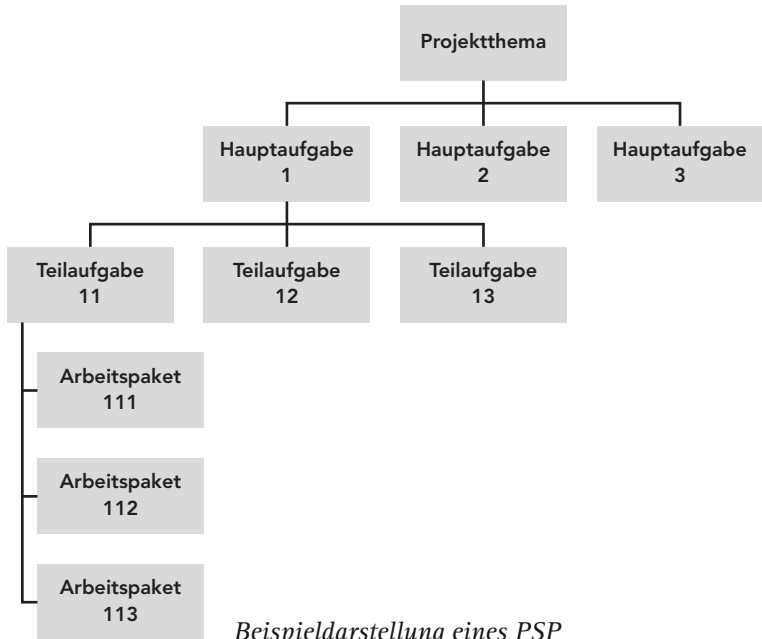 Projektthema
Hauptaufgabe
1
Hauptaufgabe
2
Hauptaufgabe
3
Teilaufgabe
11
Teilaufgabe
12
Teilaufgabe
13
Arbeitspaket
111
Arbeitspaket
112
Arbeitspaket
113
Beispieldarstellung eines PSP